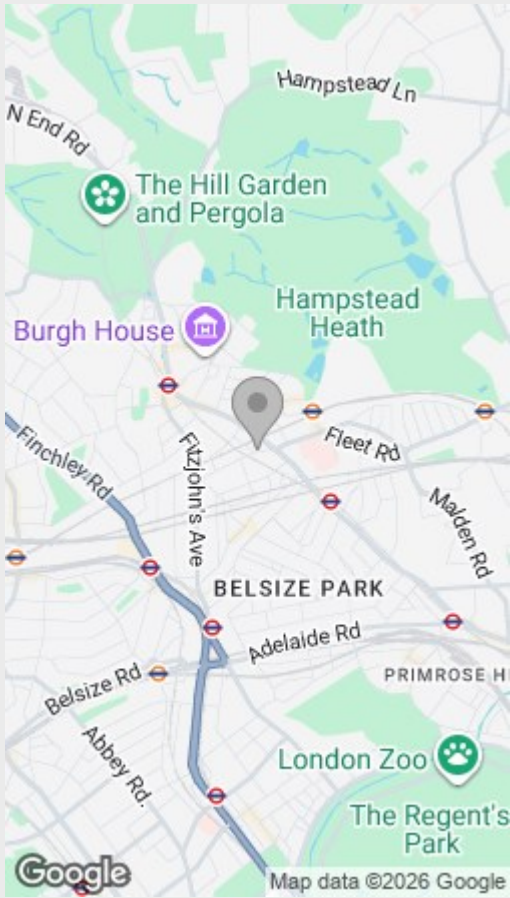 Hampstead Ln
N End Rd
The Hill Garden
and Pergola
Hampstead
Heath
Burgh House
Finchley Rd
Fitzjohn's Ave
Fleet Rd
Malden Rd
BELSIZE PARK
Adelaide Rd
Belsize Rd
PRIMROSE HI
Abbey Rd.
London Zoo
The Regent's
Park
Google
Map data ©2026 Google